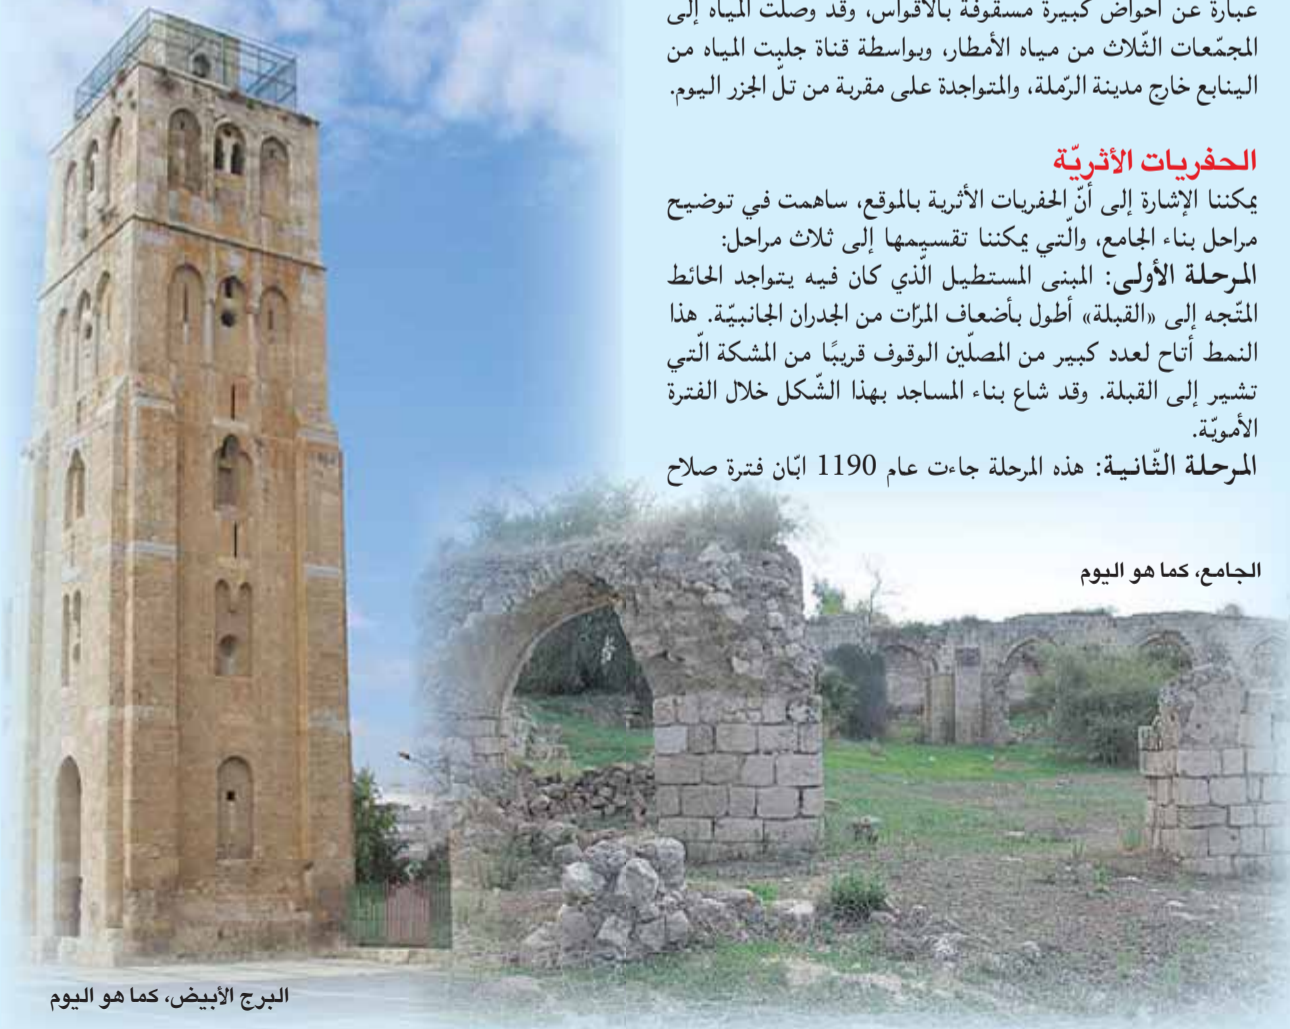 عبارة عن أحواض كبيرة مسقوفة بالأقواس، وقد وصلت المياه إلى
المجمّعات الثّلاث من مياه الأمطار، وبواسطة قناة جلبت المياه من
الينابع خارج مدينة الرّملة، والمتواجدة على مقربة من تلّ الجزر اليوم.
الحفريات الأثريّة
يمكننا الإشارة إلى أنّ الحفريات الأثرية بالموقع، ساهمت في توضيح
مراحل بناء الجامع، والّتي يمكننا تقسيمها إلى ثلاث مراحل:
المرحلة الأولى: المبنى المستطيل الّذي كان فيه يتواجد الحائط
المتّجه إلى «القبلة» أطول بأضعاف المرّات من الجدران الجانبيّة. هذا
النمط أتاح لعدد كبير من المصلّين الوقوف قريبًا من المشكة الّتي
تشير إلى القبلة. وقد شاع بناء المساجد بهذا الشّكل خلال الفترة
الأمويّة.
المرحلة الثّانية: هذه المرحلة جاءت عام 1190 ابّان فترة صلاح
الجامع، كما هو اليوم
البرج الأبيض، كما هو اليوم